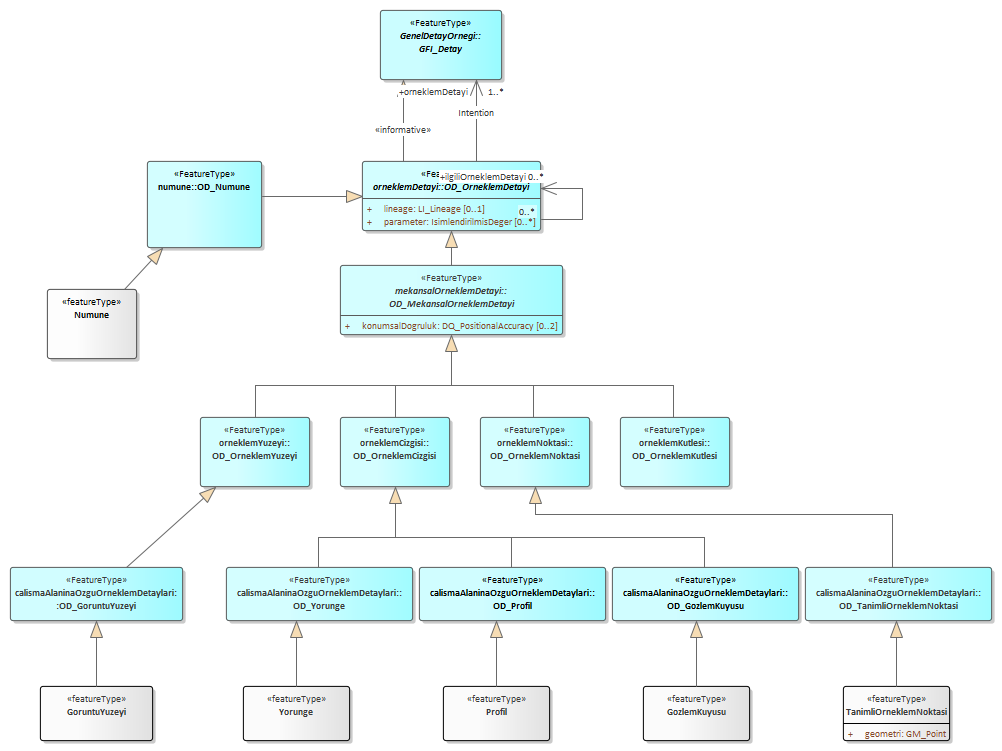 «FeatureType»
GenelDetayOrnegi::
GFI_Detay
+orneklemDetayi
1..*
Intention
«informative»
«FeatureType»
numune::OD_Numune
«Fea
+ilgiliOrneklemDetayi 0..*
orneklemDetayi::OD_OrneklemDetayi
+ lineage: LI_Lineage [0..1]
0..*
+ parameter: IsimlendirilmisDeger [0..*]
«featureType»
Numune
«FeatureType»
mekansalOrneklemDetayi::
OD_MekansalOrneklemDetayi
+ konumsalDogruluk: DQ_PositionalAccuracy [0..2]
«FeatureType»
orneklemYuzeyi::
OD_OrneklemYuzeyi
«FeatureType»
orneklemCizgisi::
OD_OrneklemCizgisi
«FeatureType»
orneklemNoktasi::
OD_OrneklemNoktasi
«FeatureType»
orneklemKutlesi::
OD_OrneklemKutlesi
«FeatureType»
calismaAlaninaOzguOrneklemDetaylari:
:OD_GoruntuYuzeyi
«FeatureType»
calismaAlaninaOzguOrneklemDetaylari::
OD_Yorunge
«FeatureType»
calismaAlaninaOzguOrneklemDetaylari::
OD_Profil
«FeatureType»
calismaAlaninaOzguOrneklemDetaylari::
OD_GozlemKuyusu
«FeatureType»
calismaAlaninaOzguOrneklemDetaylari::
OD_TanimliOrneklemNoktasi
«featureType»
GoruntuYuzeyi
«featureType»
Yorunge
«featureType»
Profil
«featureType»
GozlemKuyusu
«featureType»
TanimliOrneklemNoktasi
+ geometri: GM_Point